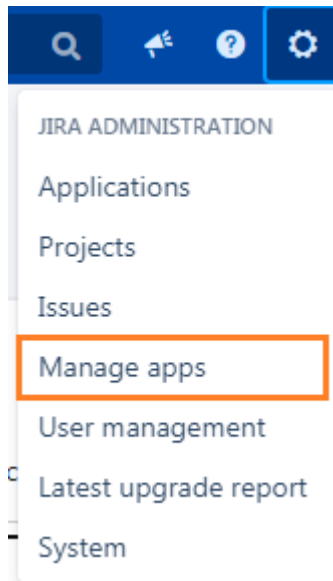 JIRA ADMINISTRATION
Applications
Projects
Issues
Manage apps
User management
Latest upgrade report
System